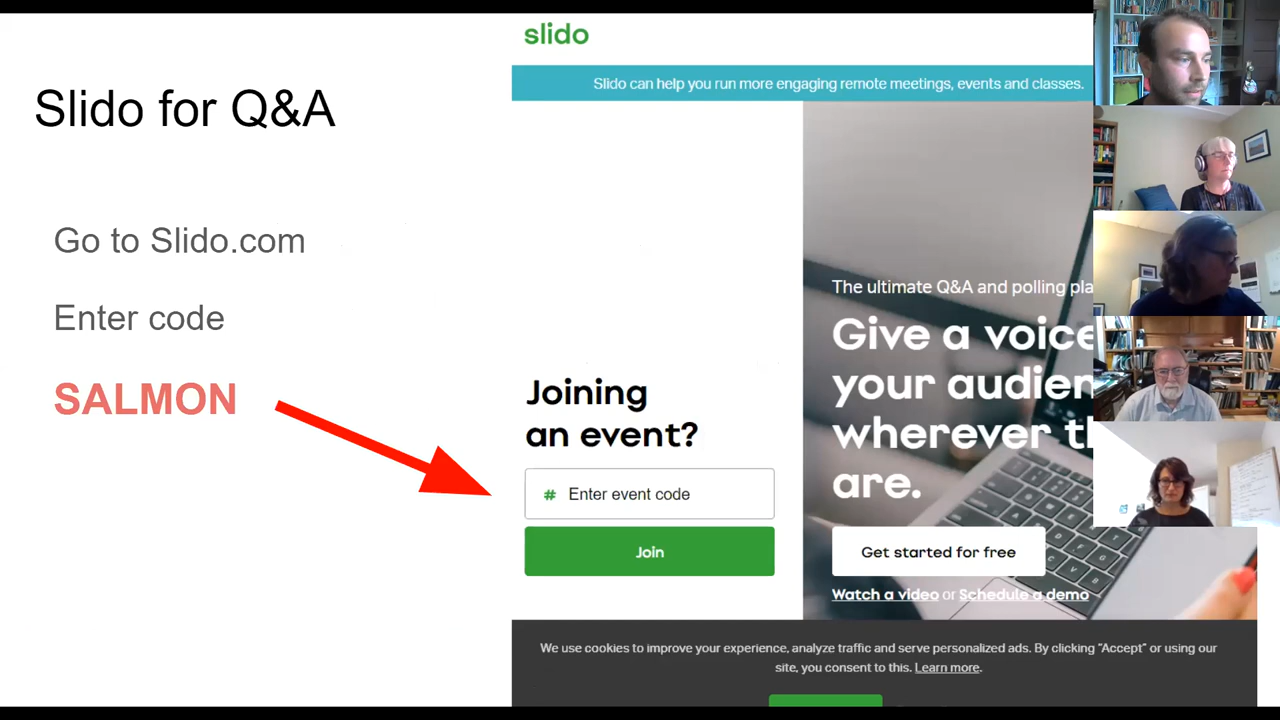 Slido for Q&A
Go to Slido.com
Enter code
SALMON
slido
Slido can help you run more engaging remote meetings, events and classes.
Joining
an event?
# Enter event code
Join
The ultimate Q&A and polling pla
Give a voice
your audien
wherever t
are.
Get started for free
Watch a video or Schedule a demo
We use cookies to improve your experience, analyze traffic and serve personalized ads. By clicking "Accept" or using our
site, you consent to this. Learn more.